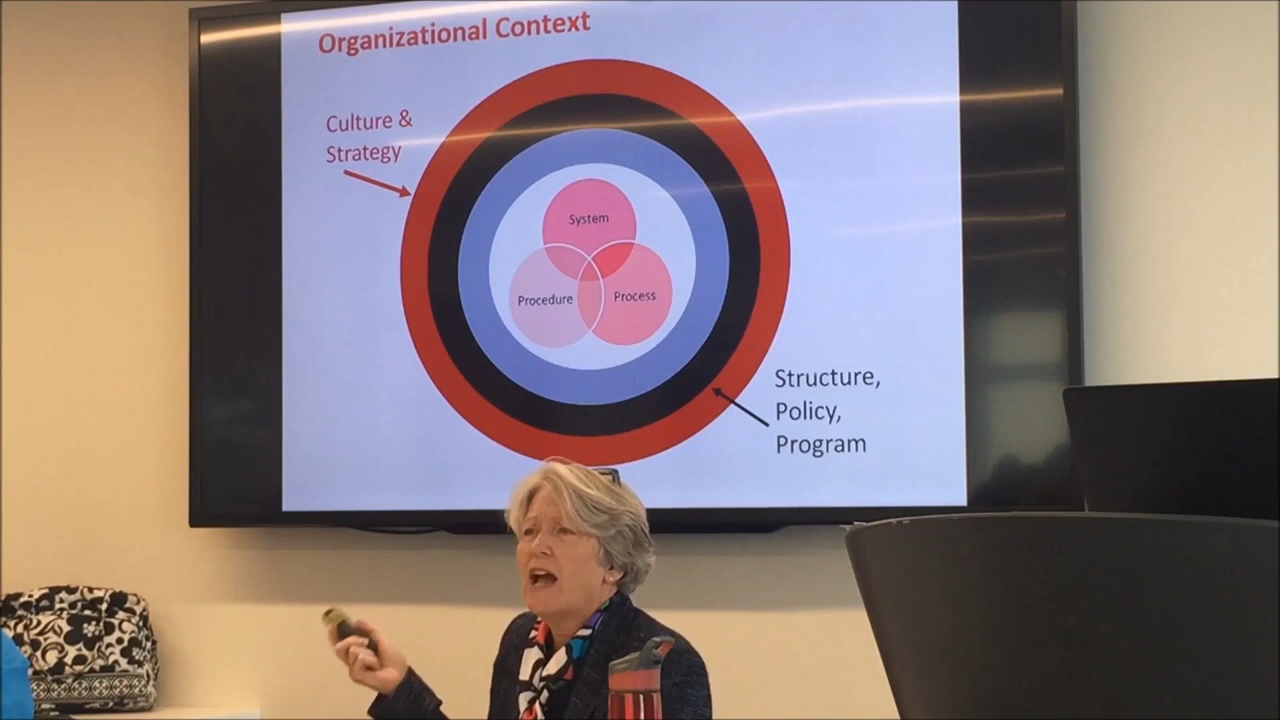 Organizational Context
Culture &
Strategy
System
Procedure
Process
Structure,
Policy,
Program